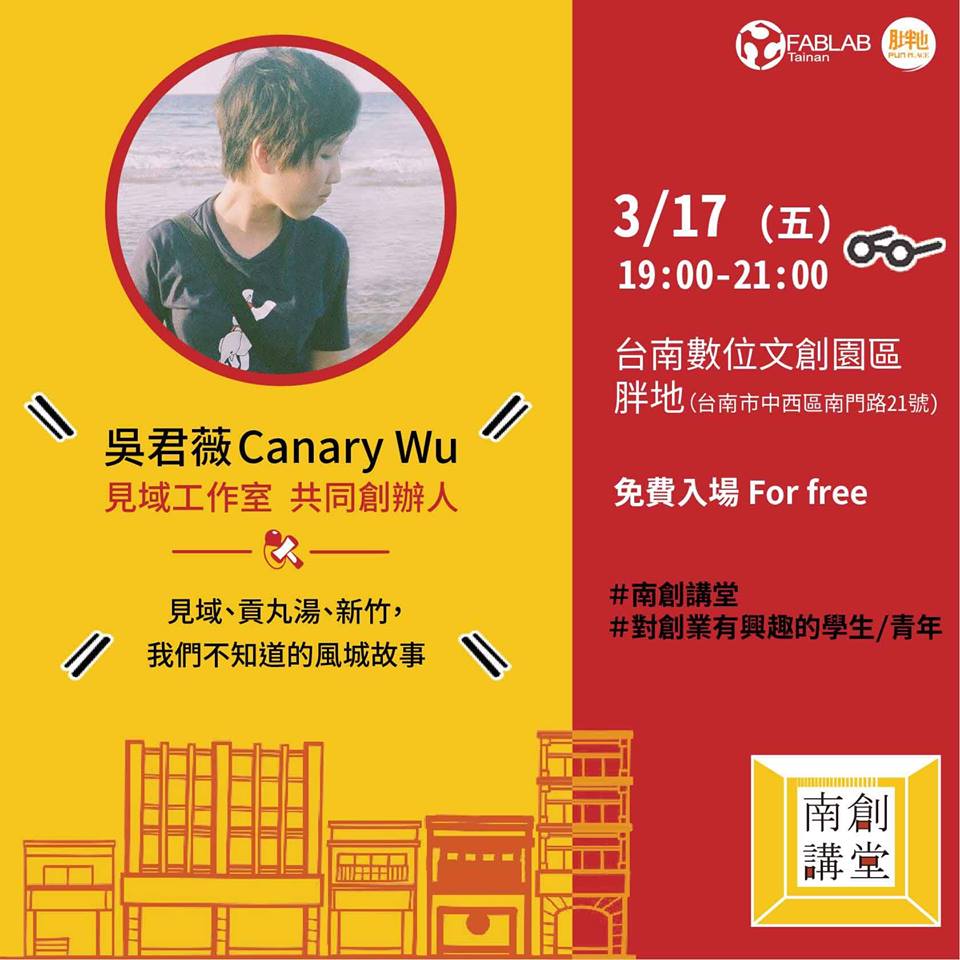 FABLAB
Tainan
胖地
PUN PLACE
3/17（五）
19:00-21:00
台南數位文創園區
胖地(台南市中西區南門路21號)
免費入場 For free
#南創講堂
#對創業有興趣的學生/青年
吳君薇Canary Wu
見域工作室 共同創辦人
見域、貢丸湯、新竹，
我們不知道的風城故事
南創
講堂